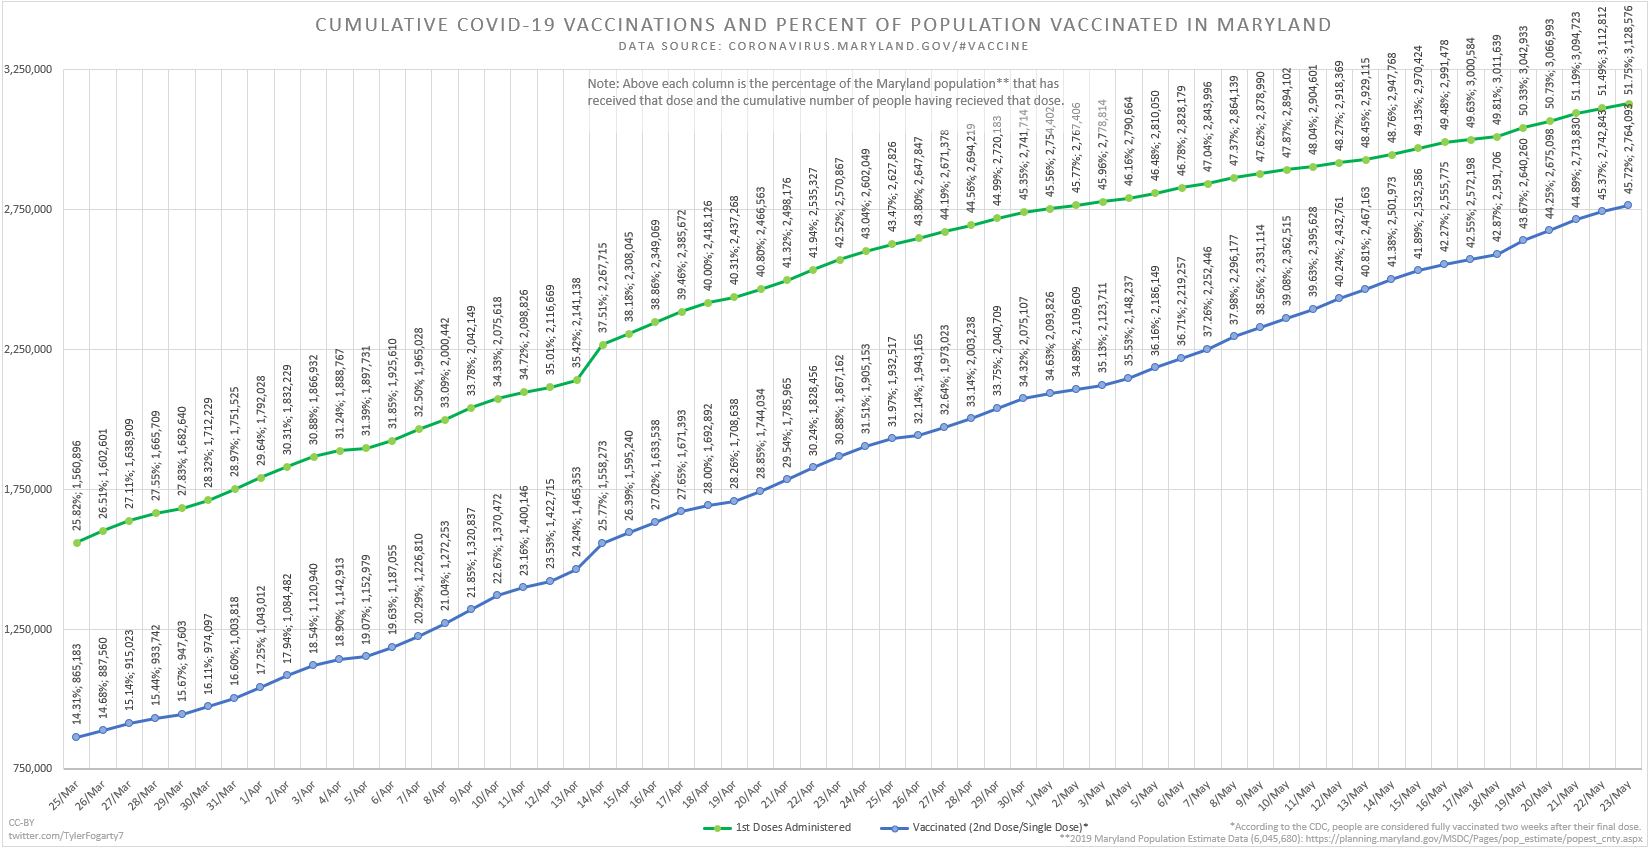 CUMULATIVE COVID-19 VACCINATIONS AND PERCENT OF POPULATION VACCINATED IN MARYLAND
DATA SOURCE: CORONAVIRUS.MARYLAND.GOV/#VACCINE
Note: Above each column is the percentage of the Maryland population** that has
received that dose and the cumulative number of people having recieved that dose.
3,250,000
2,750,000
2,250,000
1,750,000
1,250,000
750,000
25.82%; 1,560,896
26.51%; 1,602,601
27.11%; 1,638,909
27.55%; 1,665,709
27.83%; 1,682,640
28.32%; 1,712,229
28.97%; 1,751,525
29.64%; 1,792,028
30.31%; 1,832,229
30.88%; 1,866,932
31.24%; 1,888,767
31.39%; 1,897,731
31.85%; 1,925,610
32.50%; 1,965,028
33.09%; 2,000,442
33.78%; 2,042,149
34.33%; 2,075,618
34.72%; 2,098,826
35.01%; 2,116,669
35.42%; 2,141,138
37.51%; 2,267,715
38.18%; 2,308,045
38.86%; 2,349,069
39.46%; 2,385,672
40.00%; 2,418,126
40.31%; 2,437,268
40.80%; 2,466,563
41.32%; 2,498,176
41.94%; 2,535,327
42.52%; 2,570,867
43.04%; 2,602,049
43.47%; 2,627,826
43.80%; 2,647,847
44.19%; 2,671,378
44.56%; 2,694,219
44.99%; 2,720,183
45.35%; 2,741,714
45.56%; 2,754,402
45.77%; 2,767,406
45.96%; 2,778,814
46.16%; 2,790,664
46.48%; 2,810,050
46.78%; 2,828,179
47.04%; 2,843,996
47.37%; 2,864,139
47.62%; 2,878,990
47.87%; 2,894,102
48.04%; 2,904,601
48.27%; 2,918,369
48.45%; 2,929,115
48.76%; 2,947,768
49.13%; 2,970,424
49.48%; 2,991,478
49.63%; 3,000,584
49.81%; 3,011,639
50.33%; 3,042,933
50.73%; 3,066,993
51.19%; 3,094,723
51.49%; 3,112,812
51.75%; 3,128,576
14.31%; 865,183
14.68%; 887,560
15.14%; 915,023
15.44%; 933,742
15.67%; 947,603
16.11%; 974,097
16.60%; 1,003,818
17.25%; 1,043,012
17.94%; 1,084,482
18.54%; 1,120,940
18.90%; 1,142,913
19.07%; 1,152,979
19.63%; 1,187,055
20.29%; 1,226,810
21.04%; 1,272,253
21.85%; 1,320,837
22.67%; 1,370,472
23.16%; 1,400,146
23.53%; 1,422,715
24.24%; 1,465,353
25.77%; 1,558,273
26.39%; 1,595,240
27.02%; 1,633,538
27.65%; 1,671,393
28.00%; 1,692,892
28.26%; 1,708,638
28.85%; 1,744,034
29.54%; 1,785,965
30.24%; 1,828,456
30.88%; 1,867,162
31.51%; 1,905,153
31.97%; 1,932,517
32.14%; 1,943,165
32.64%; 1,973,023
33.14%; 2,003,238
33.75%; 2,040,709
34.32%; 2,075,107
34.63%; 2,093,826
34.89%; 2,109,609
35.13%; 2,123,711
35.53%; 2,148,237
36.16%; 2,186,149
36.71%; 2,219,257
37.26%; 2,252,446
37.98%; 2,296,177
38.56%; 2,331,114
39.08%; 2,362,515
39.63%; 2,395,628
40.24%; 2,432,761
40.81%; 2,467,163
41.38%; 2,501,973
41.89%; 2,532,586
42.27%; 2,555,775
42.55%; 2,572,198
42.87%; 2,591,706
43.67%; 2,640,260
44.25%; 2,675,098
44.89%; 2,713,830
45.37%; 2,742,843
45.72%; 2,764,093
25/Mar
26/Mar
27/Mar
28/Mar
29/Mar
30/Mar
31/Mar
1/Apr
2/Apr
3/Apr
4/Apr
5/Apr
6/Apr
7/Apr
8/Apr
9/Apr
10/Apr
11/Apr
12/Apr
13/Apr
14/Apr
15/Apr
16/Apr
17/Apr
18/Apr
19/Apr
20/Apr
21/Apr
22/Apr
23/Apr
24/Apr
25/Apr
26/Apr
27/Apr
28/Apr
29/Apr
30/Apr
1/May
2/May
3/May
4/May
5/May
6/May
7/May
8/May
9/May
10/May
11/May
12/May
13/May
14/May
15/May
16/May
17/May
18/May
19/May
20/May
21/May
22/May
23/May
CC-BY
twitter.com/TylerFogarty7
1st Doses Administered
Vaccinated (2nd Dose/Single Dose)*
*According to the CDC, people are considered fully vaccinated two weeks after their final dose.
**2019 Maryland Population Estimate Data (6,045,680): https://planning.maryland.gov/MSDC/Pages/pop_estimate/popest_cnty.aspx